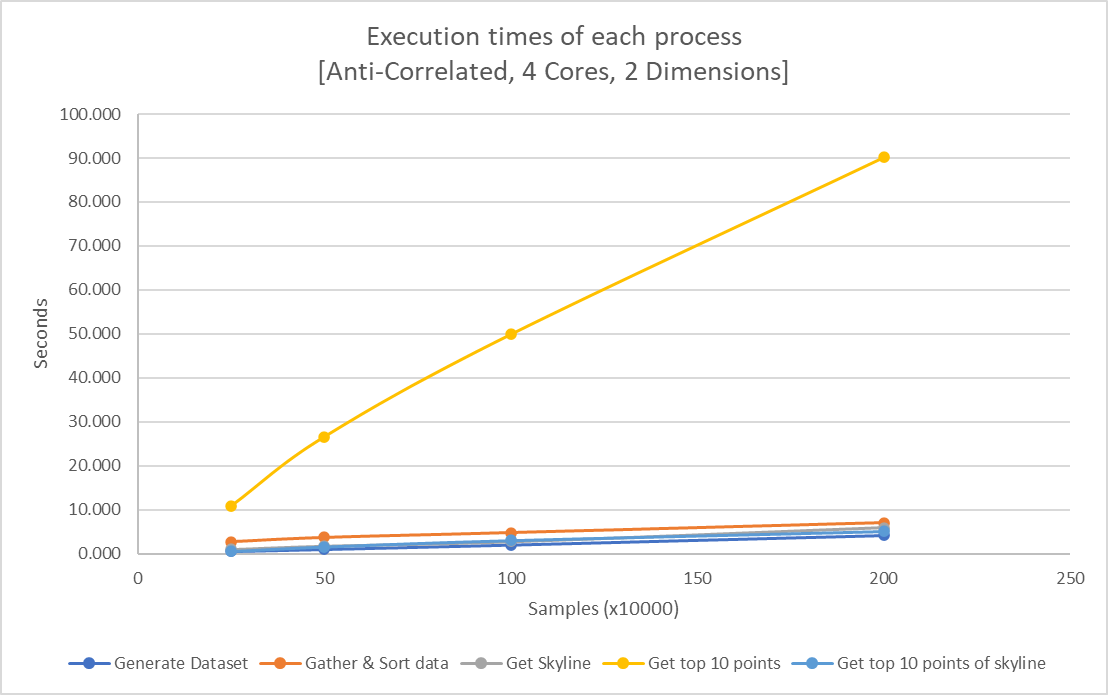 Execution times of each process
[Anti-Correlated, 4 Cores, 2 Dimensions]
100.000
90.000
80.000
70.000
60.000
50.000
40.000
30.000
20.000
10.000
0.000
Seconds
0 50 100 150 200 250
Samples (x10000)
Generate Dataset Gather & Sort data Get Skyline Get top 10 points Get top 10 points of skyline